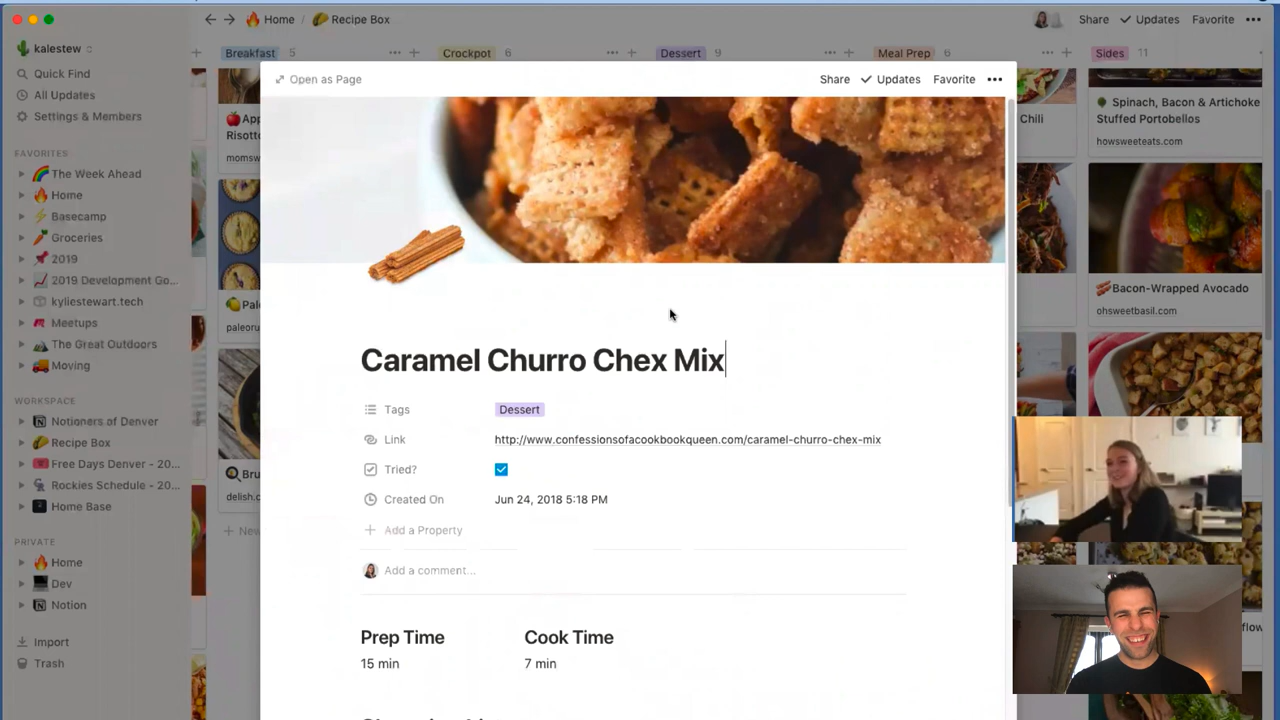 Home / Recipe Box
Share Updates Favorite
kalestew
Quick Find
All Updates
Settings & Members
FAVORITES
The Week Ahead
Home
Basecamp
Groceries
2019
2019 Development Go...
kyliestewart.tech
Meetups
The Great Outdoors
Moving
WORKSPACE
Notioners of Denver
Recipe Box
Free Days Denver - 20...
Rockies Schedule - 20...
Home Base
PRIVATE
Home
Dev
Notion
Import
Trash
Breakfast 5
Crockpot 6
Dessert 9
Meal Prep 6
Sides 11
Open as Page
Share Updates Favorite
Caramel Churro Chex Mix
Tags Dessert
Link http://www.confessionsofacookbookqueen.com/caramel-churro-chex-mix
Tried?
Created On Jun 24, 2018 5:18 PM
Add a Property
Add a comment...
Prep Time Cook Time
15 min 7 min
App
Risotto
momsw
Pale
paleoru
Bru
delish.c
New
Chili
Spinach, Bacon & Artichoke
Stuffed Portobellos
howsweeteats.com
Bacon-Wrapped Avocado
ohsweetbasil.com